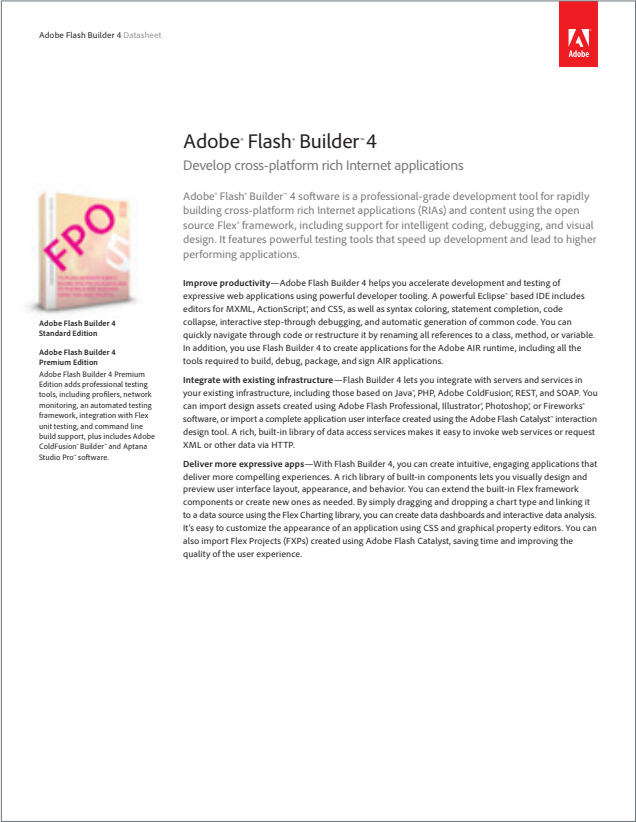 Adobe Flash Builder 4 Datasheet
Adobe
Adobe® Flash® Builder™ 4
Develop cross-platform rich Internet applications
Adobe® Flash® Builder™ 4 software is a professional-grade development tool for rapidly
building cross-platform rich Internet applications (RIAs) and content using the open
source Flex® framework, including support for intelligent coding, debugging, and visual
design. It features powerful testing tools that speed up development and lead to higher
performing applications.
FPO
5
Adobe Flash Builder 4
Standard Edition
Adobe Flash Builder 4
Premium Edition
Adobe Flash Builder 4 Premium
Edition adds professional testing
tools, including profilers, network
monitoring, an automated testing
framework, integration with Flex
unit testing, and command line
build support, plus includes Adobe
ColdFusion® Builder™ and Aptana
Studio Pro™ software.
Improve productivity—Adobe Flash Builder 4 helps you accelerate development and testing of
expressive web applications using powerful developer tooling. A powerful Eclipse™ based IDE includes
editors for MXML, ActionScript®, and CSS, as well as syntax coloring, statement completion, code
collapse, interactive step-through debugging, and automatic generation of common code. You can
quickly navigate through code or restructure it by renaming all references to a class, method, or variable.
In addition, you use Flash Builder 4 to create applications for the Adobe AIR runtime, including all the
tools required to build, debug, package, and sign AIR applications.
Integrate with existing infrastructure—Flash Builder 4 lets you integrate with servers and services in
your existing infrastructure, including those based on Java™, PHP, Adobe ColdFusion®, REST, and SOAP. You
can import design assets created using Adobe Flash Professional, Illustrator®, Photoshop®, or Fireworks®
software, or import a complete application user interface created using the Adobe Flash Catalyst™ interaction
design tool. A rich, built-in library of data access services makes it easy to invoke web services or request
XML or other data via HTTP.
Deliver more expressive apps—With Flash Builder 4, you can create intuitive, engaging applications that
deliver more compelling experiences. A rich library of built-in components lets you visually design and
preview user interface layout, appearance, and behavior. You can extend the built-in Flex framework
components or create new ones as needed. By simply dragging and dropping a chart type and linking it
to a data source using the Flex Charting library, you can create data dashboards and interactive data analysis.
It's easy to customize the appearance of an application using CSS and graphical property editors. You can
also import Flex Projects (FXPs) created using Adobe Flash Catalyst, saving time and improving the
quality of the user experience.